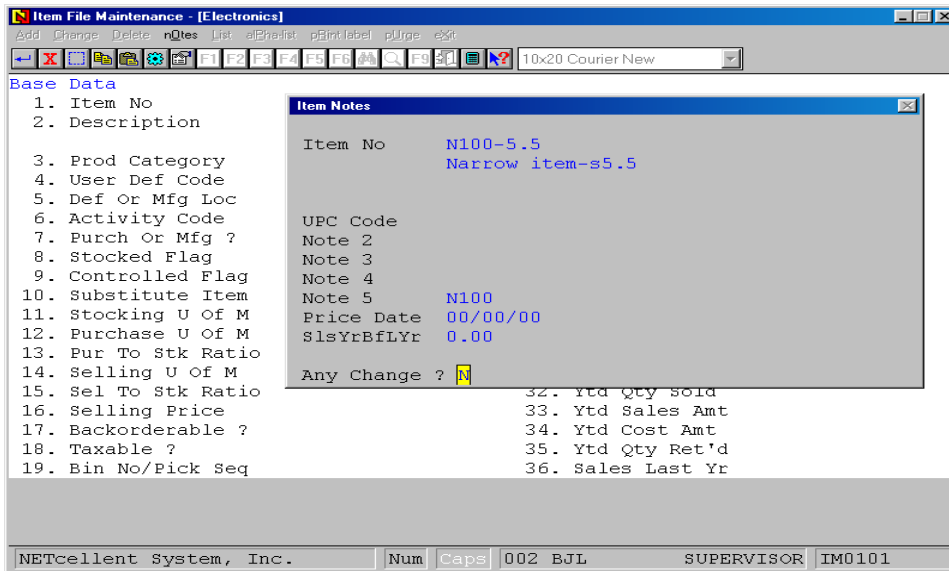 Item File Maintenance - [Electronics]
Add Change Delete nOtes List alPha-list pRint label pUrge eXit
F1 F2 F3 F4 F5 F6 F9 10x20 Courier New
Base Data
1. Item No
2. Description
3. Prod Category
4. User Def Code
5. Def Or Mfg Loc
6. Activity Code
7. Purch Or Mfg ?
8. Stocked Flag
9. Controlled Flag
10. Substitute Item
11. Stocking U Of M
12. Purchase U Of M
13. Pur To Stk Ratio
14. Selling U Of M
15. Sel To Stk Ratio
16. Selling Price
17. Backorderable ?
18. Taxable ?
19. Bin No/Pick Seq
Item Notes
Item No N100-5.5
Narrow item-s5.5
UPC Code
Note 2
Note 3
Note 4
Note 5 N100
Price Date 00/00/00
SlsYrBfLYr 0.00
Any Change ? N
32. Ytd Qty Sold
33. Ytd Sales Amt
34. Ytd Cost Amt
35. Ytd Qty Ret'd
36. Sales Last Yr
NETcellent System, Inc. Num Caps 002 BJL SUPERVISOR IM0101